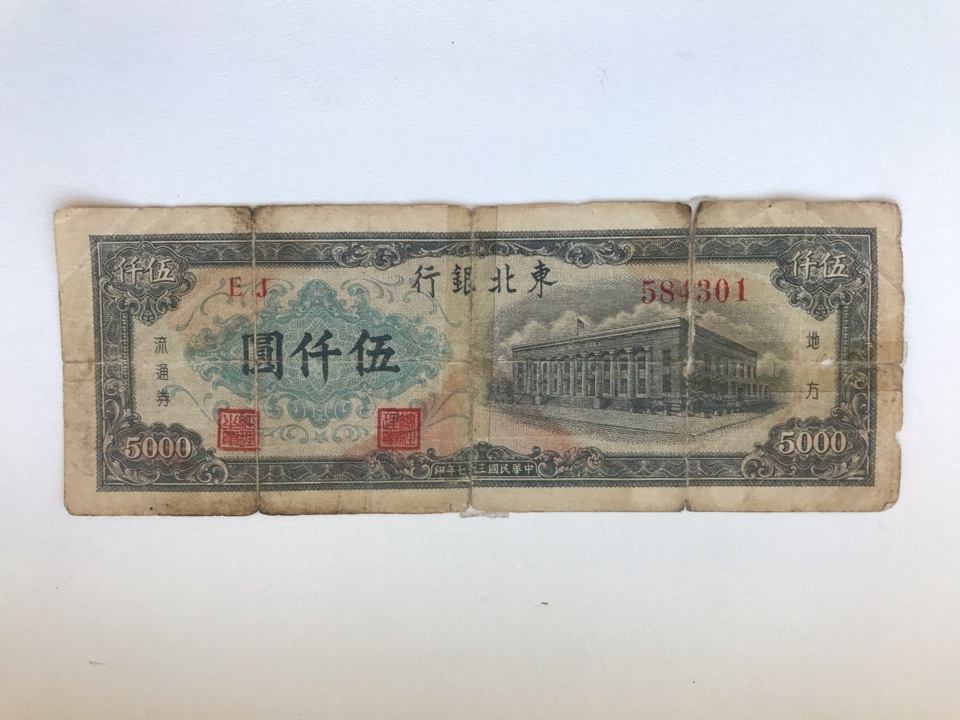 東北銀行
伍仟
伍仟
EJ
584301
伍仟圓
地方
流通券
5000
5000
中華民國三十七年印